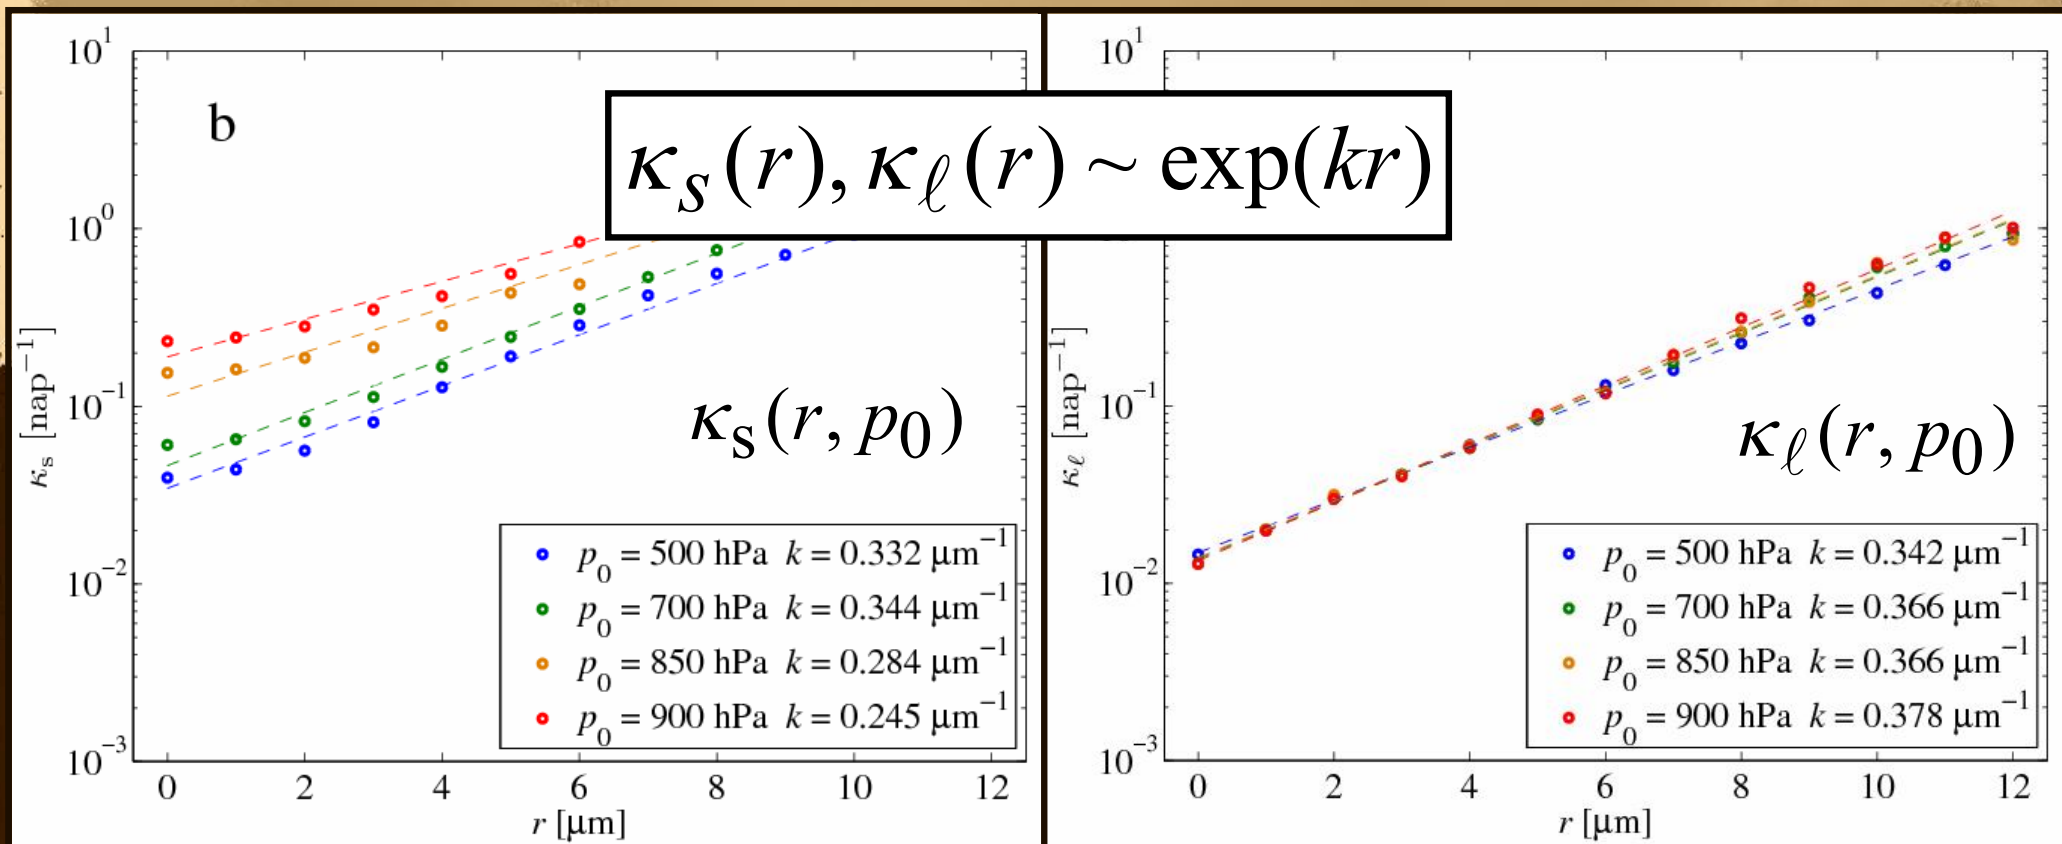 κ_s(r), κ_ℓ(r) ~ exp(kr)
b
10^1
10^0
10^−1
10^−2
10^−3
κ_s [nap^−1]
κ_s(r, p_0)
p_0 = 500 hPa k = 0.332 μm^−1
p_0 = 700 hPa k = 0.344 μm^−1
p_0 = 850 hPa k = 0.284 μm^−1
p_0 = 900 hPa k = 0.245 μm^−1
0 2 4 6 8 10 12
r [μm]
10^1
10^−1
10^−2
10^−3
κ_ℓ [nap^−1]
κ_ℓ(r, p_0)
p_0 = 500 hPa k = 0.342 μm^−1
p_0 = 700 hPa k = 0.366 μm^−1
p_0 = 850 hPa k = 0.366 μm^−1
p_0 = 900 hPa k = 0.378 μm^−1
0 2 4 6 8 10 12
r [μm]